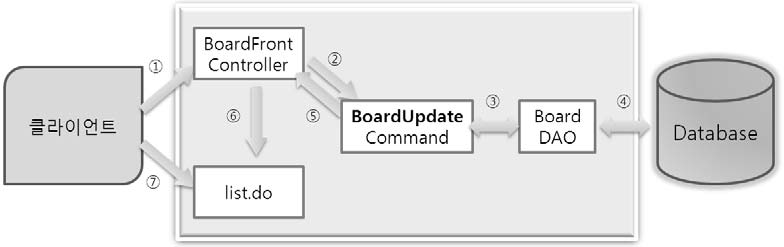 클라이언트
①
BoardFront
Controller
②
⑥
⑤
BoardUpdate
Command
③
Board
DAO
④
Database
⑦
list.do